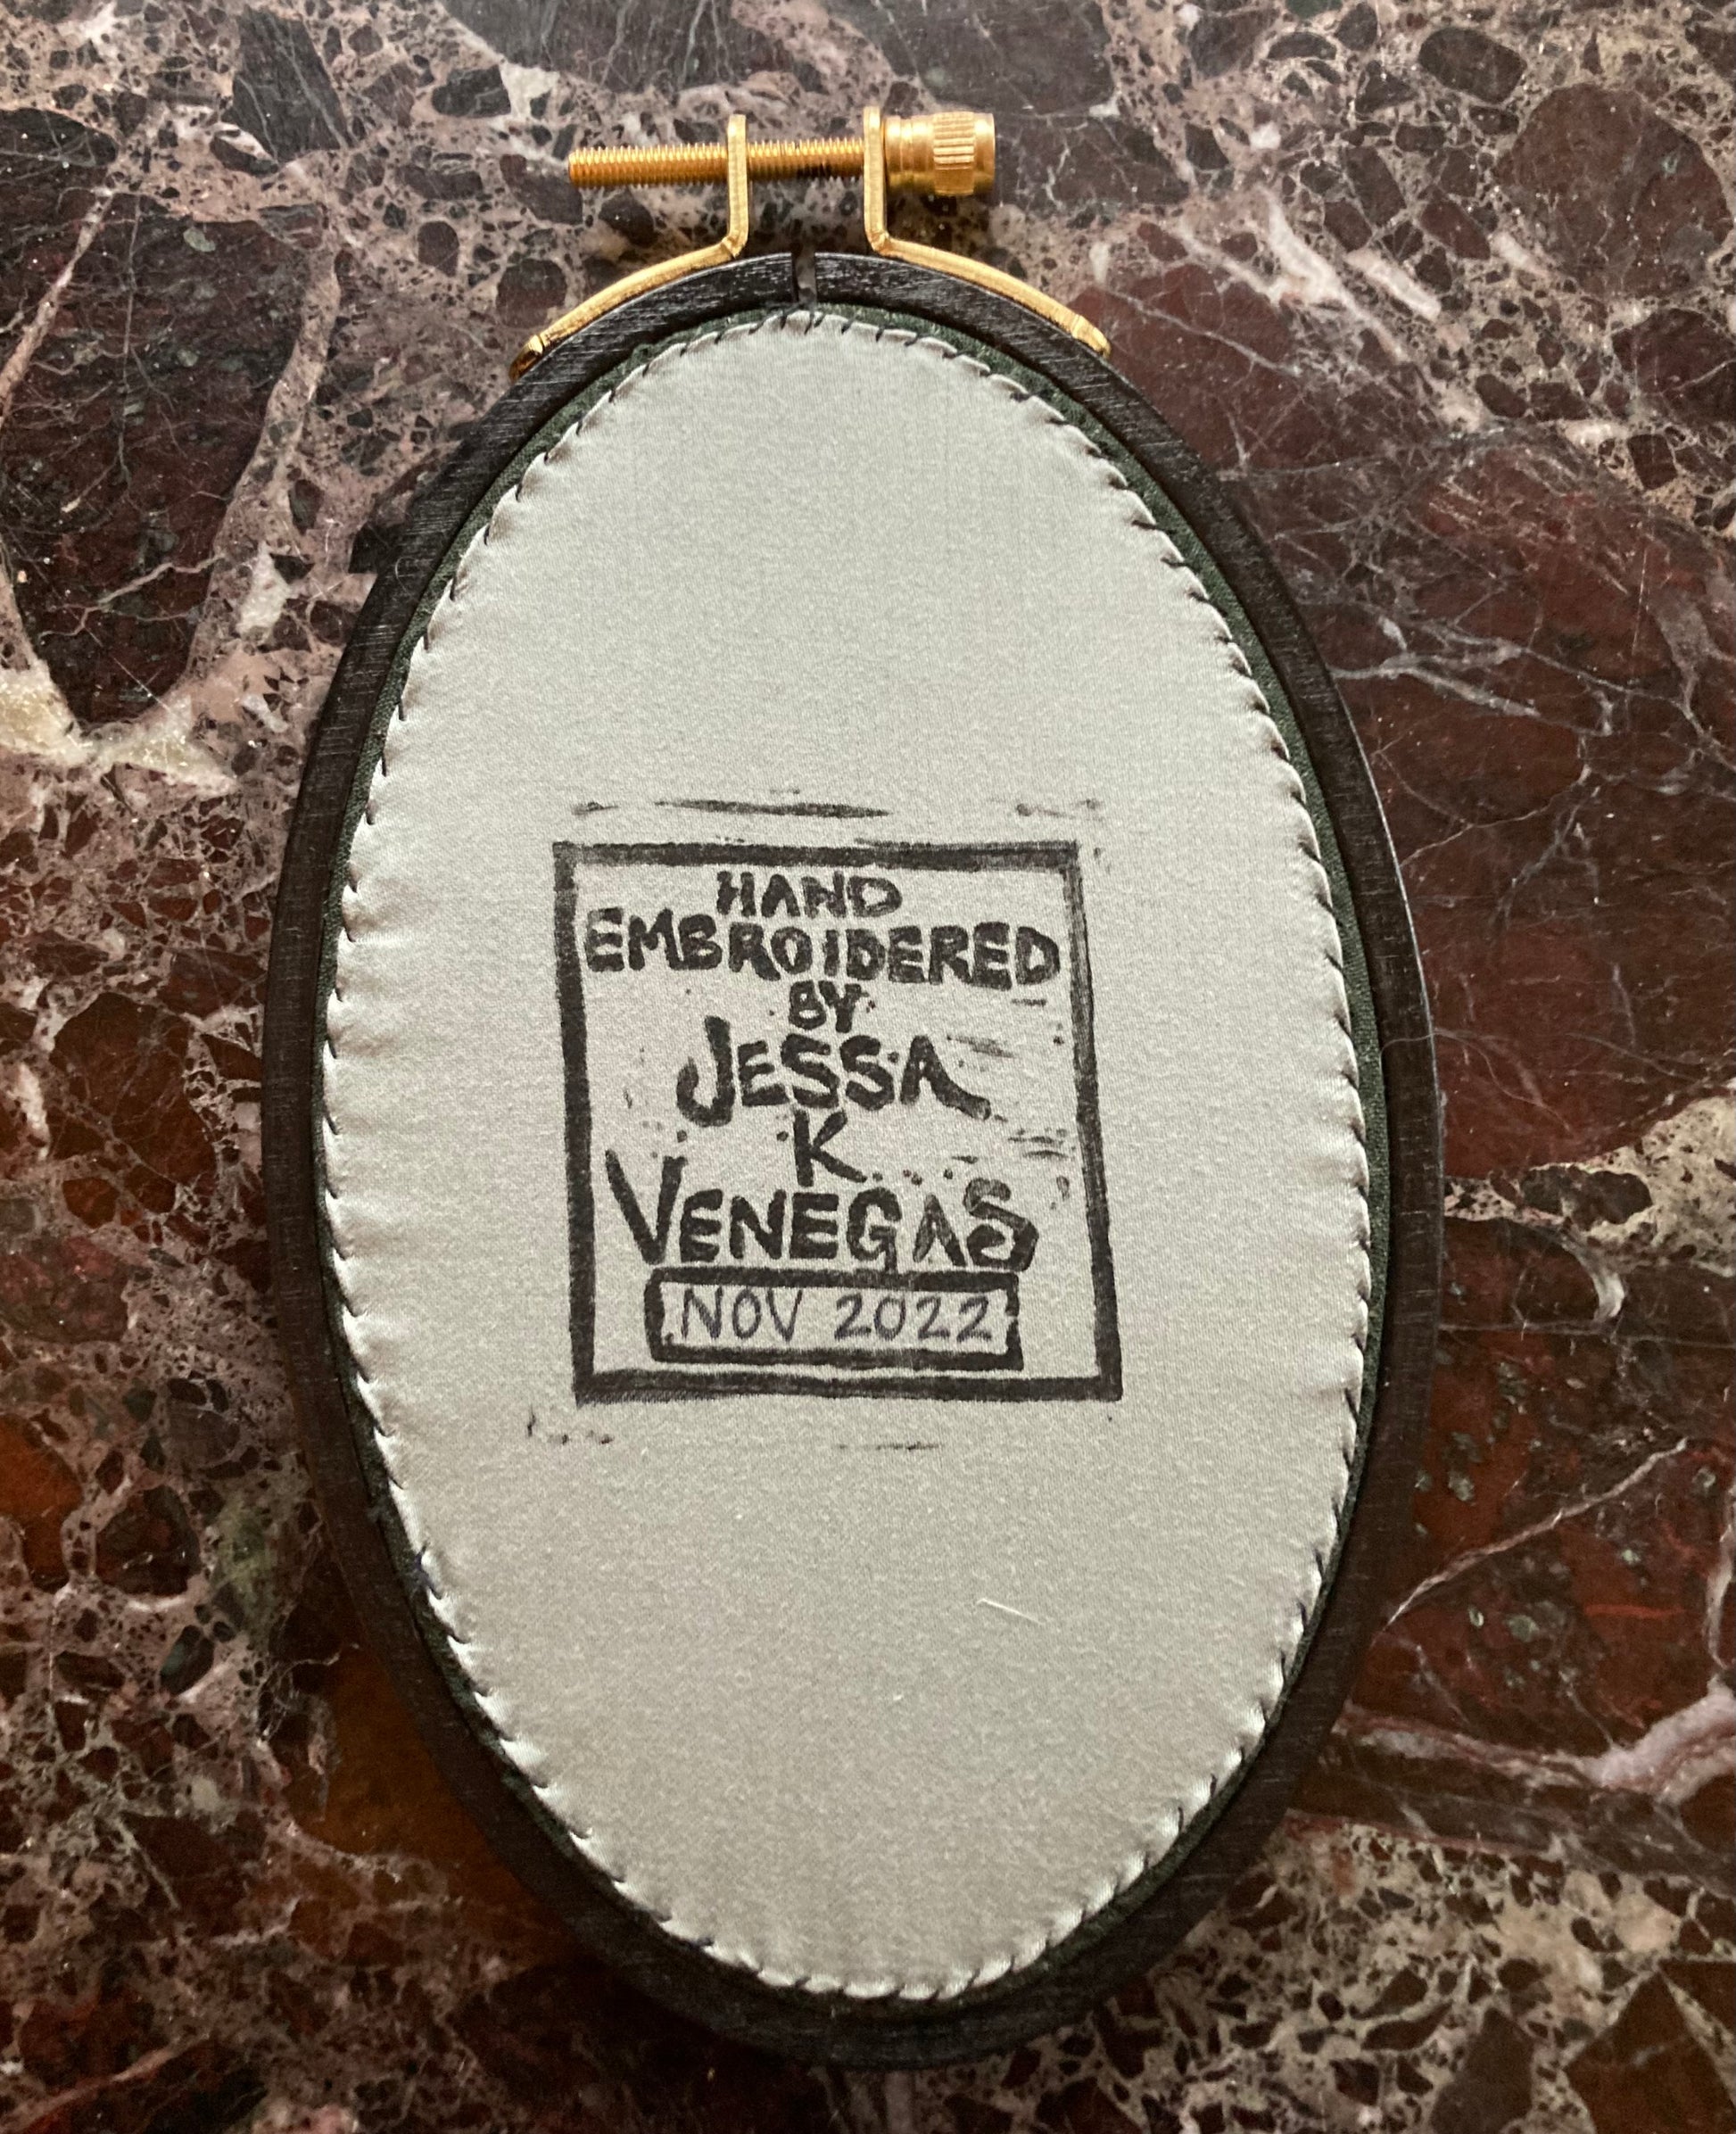 HAND
EMBROIDERED
BY
JESSA
K
VENEGAS
NOV 2022